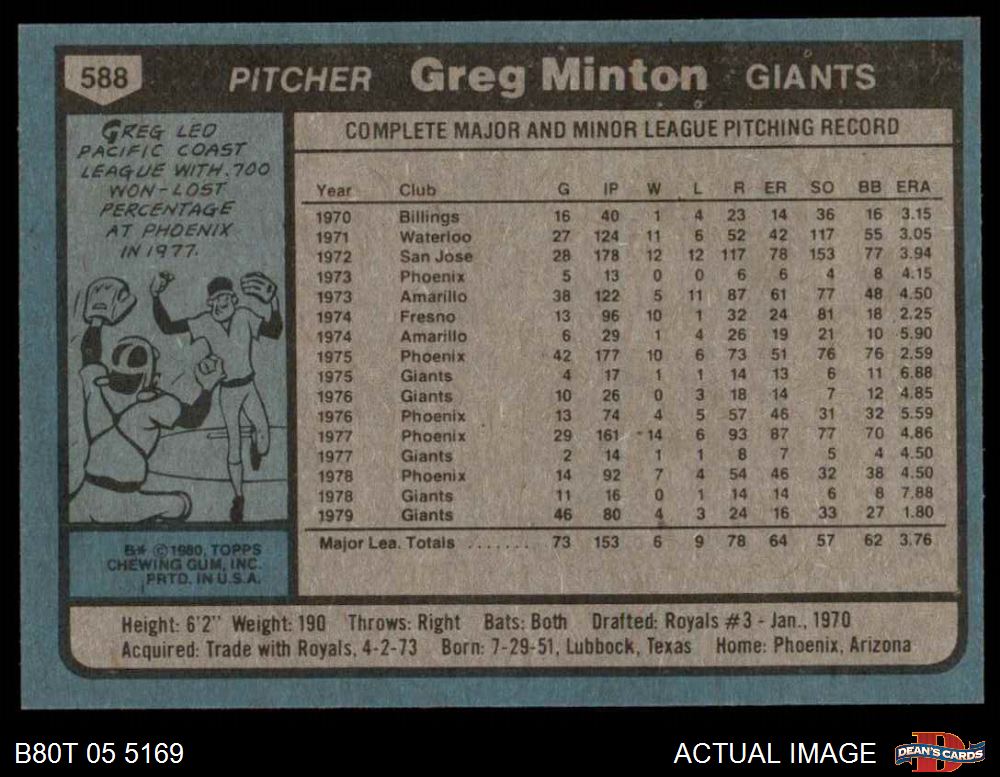 588 PITCHER Greg Minton GIANTS
GREG LED
PACIFIC COAST
LEAGUE WITH .700
WON-LOST
PERCENTAGE
AT PHOENIX
IN 1977.
COMPLETE MAJOR AND MINOR LEAGUE PITCHING RECORD
Year Club G IP W L R ER SO BB ERA
1970 Billings 16 40 1 4 23 14 36 16 3.15
1971 Waterloo 27 124 11 6 52 42 117 55 3.05
1972 San Jose 28 178 12 12 117 78 153 77 3.94
1973 Phoenix 5 13 0 0 6 6 4 8 4.15
1973 Amarillo 38 122 5 11 87 61 77 48 4.50
1974 Fresno 13 96 10 1 32 24 81 18 2.25
1974 Amarillo 6 29 1 4 26 19 21 10 5.90
1975 Phoenix 42 177 10 6 73 51 76 76 2.59
1975 Giants 4 17 1 1 14 13 6 11 6.88
1976 Giants 10 26 0 3 18 14 7 12 4.85
1976 Phoenix 13 74 4 5 57 46 31 32 5.59
1977 Phoenix 29 161 14 6 93 87 77 70 4.86
1977 Giants 2 14 1 1 8 7 5 4 4.50
1978 Phoenix 14 92 7 4 54 46 32 38 4.50
1978 Giants 11 16 0 1 14 14 6 8 7.88
1979 Giants 46 80 4 3 24 16 33 27 1.80
Major Lea. Totals ....... 73 153 6 9 78 64 57 62 3.76
B* © 1980, TOPPS
CHEWING GUM, INC.
PRTD. IN U.S.A.
Height: 6'2" Weight: 190 Throws: Right Bats: Both Drafted: Royals #3 - Jan., 1970
Acquired: Trade with Royals, 4-2-73 Born: 7-29-51, Lubbock, Texas Home: Phoenix, Arizona
B80T 05 5169
ACTUAL IMAGE
D
DEAN'S CARDS